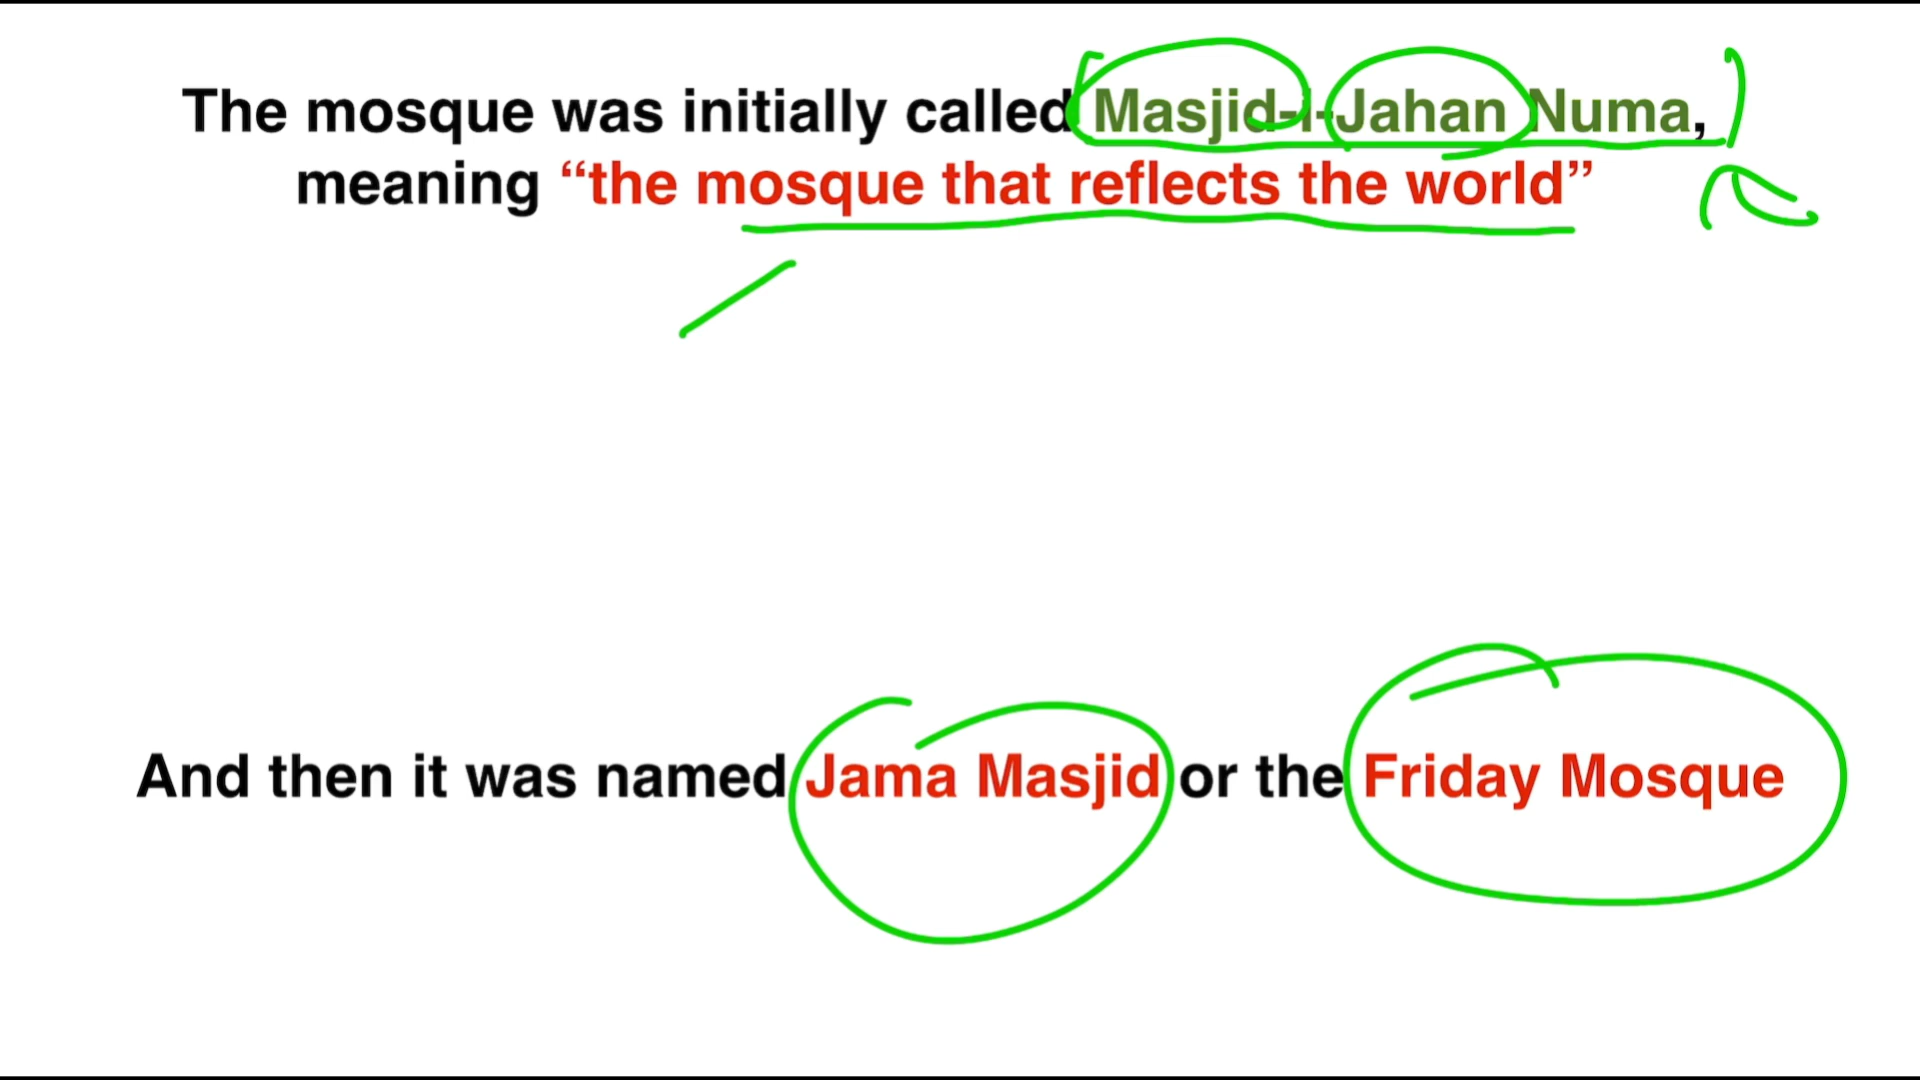 The mosque was initially called Masjid-i-Jahan Numa,
meaning “the mosque that reflects the world”
And then it was named Jama Masjid or the Friday Mosque